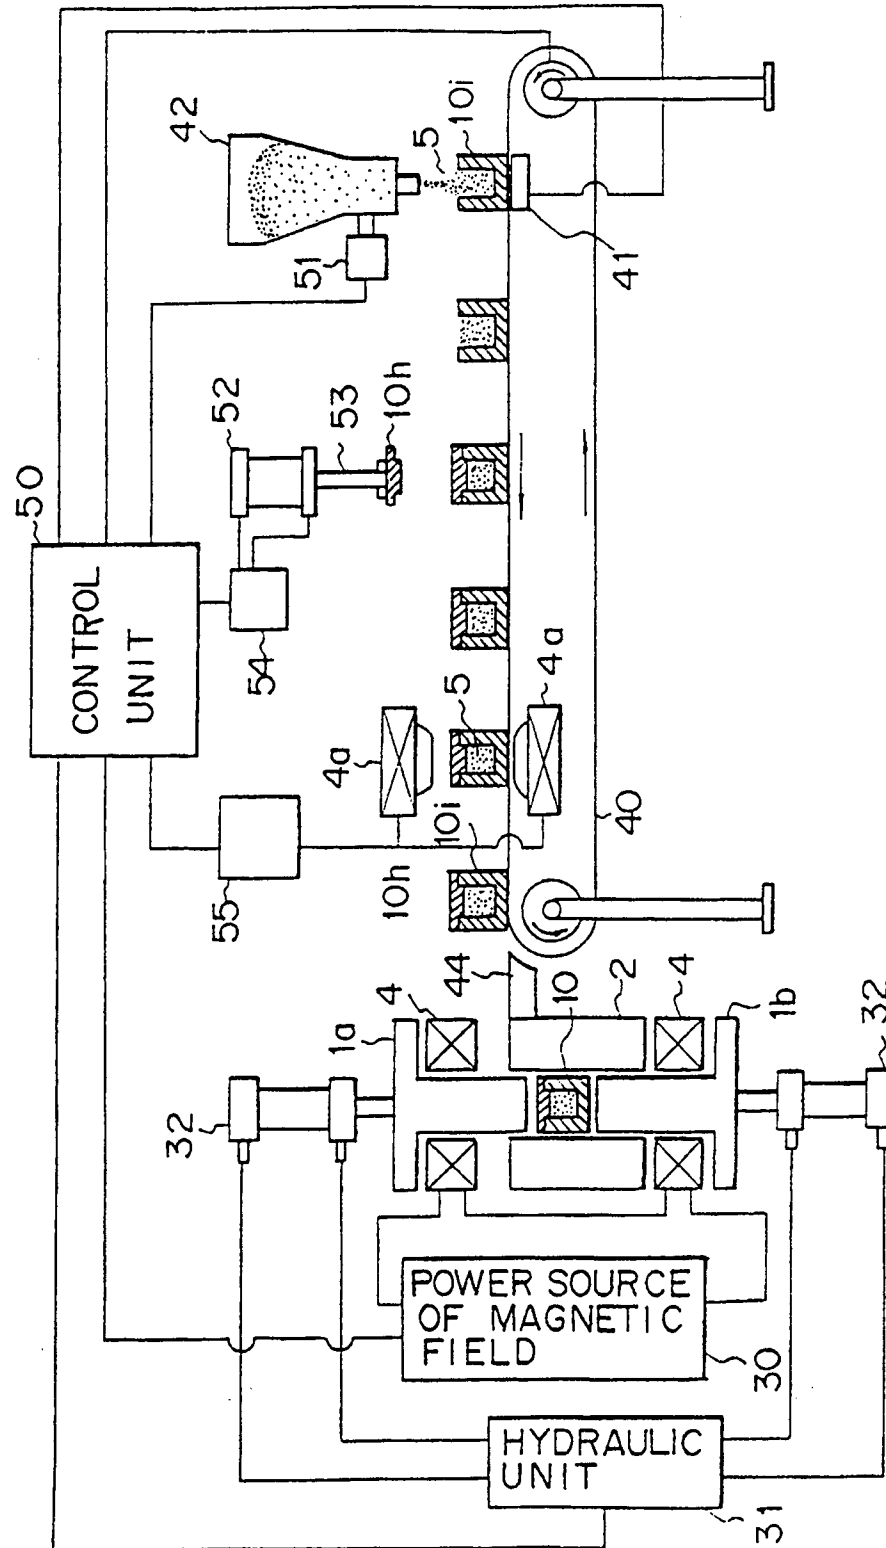 42
51
5
10i
41
52
53
10h
50
CONTROL
UNIT
54
55
4a
5
4a
10h
10i
40
44
1a
4
10
2
4
1b
32
32
POWER SOURCE
OF MAGNETIC
FIELD
30
HYDRAULIC
UNIT
31